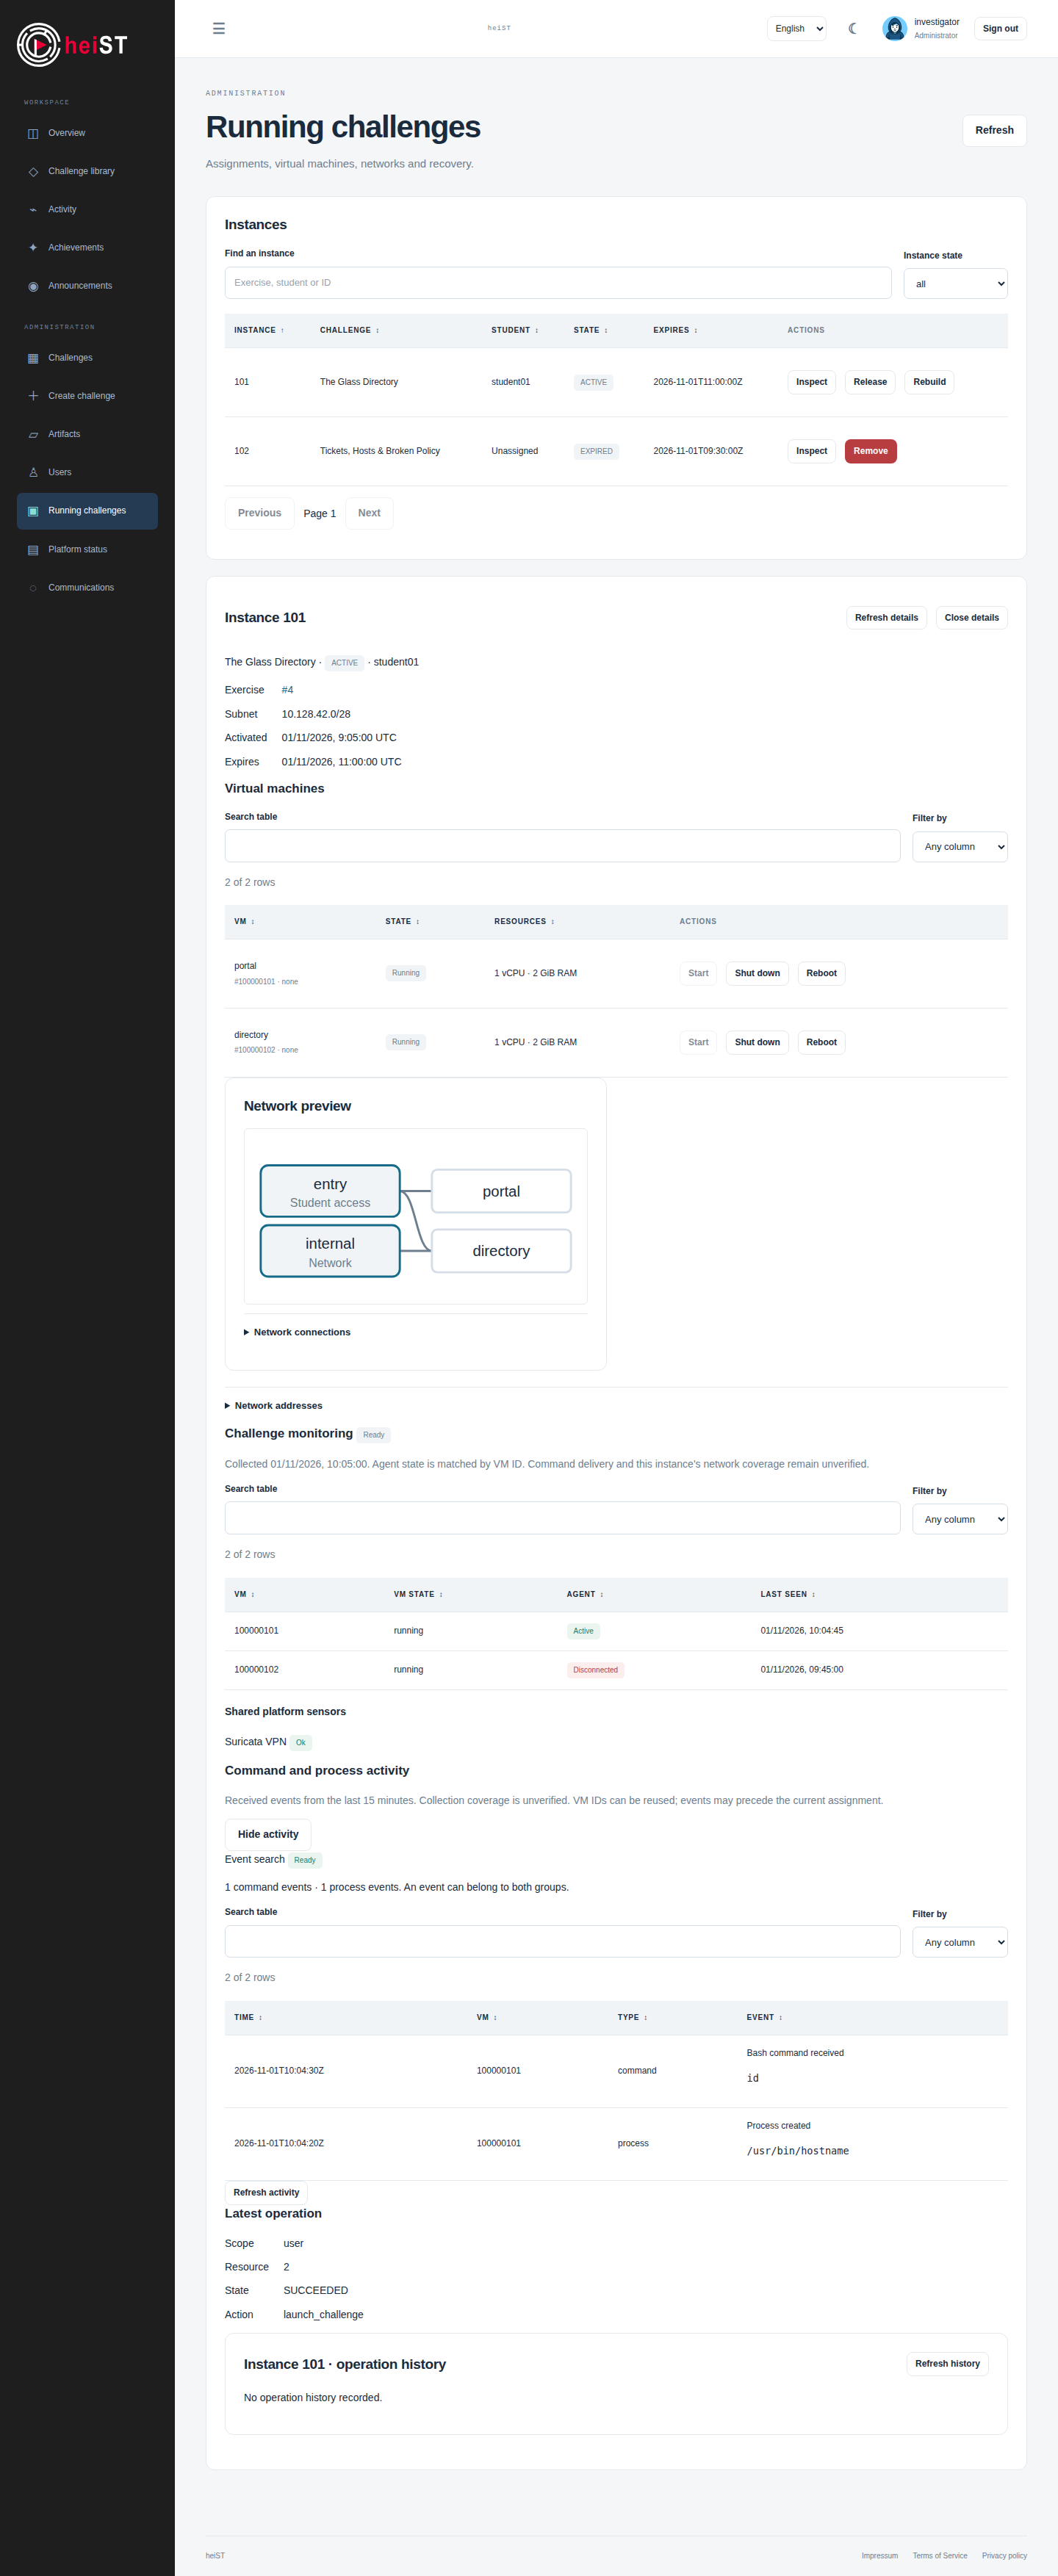 heiST
heiST
English
investigator
Administrator
Sign out
WORKSPACE
Overview
Challenge library
Activity
Achievements
Announcements
ADMINISTRATION
Challenges
Create challenge
Artifacts
Users
Running challenges
Platform status
Communications
ADMINISTRATION
Running challenges
Refresh
Assignments, virtual machines, networks and recovery.
Instances
Find an instance
Instance state
Exercise, student or ID
all
INSTANCE ↑ CHALLENGE ↕ STUDENT ↕ STATE ↕ EXPIRES ↕ ACTIONS
101 The Glass Directory student01 ACTIVE 2026-11-01T11:00:00Z Inspect Release Rebuild
102 Tickets, Hosts & Broken Policy Unassigned EXPIRED 2026-11-01T09:30:00Z Inspect Remove
Previous Page 1 Next
Instance 101
Refresh details Close details
The Glass Directory · ACTIVE · student01
Exercise #4
Subnet 10.128.42.0/28
Activated 01/11/2026, 9:05:00 UTC
Expires 01/11/2026, 11:00:00 UTC
Virtual machines
Search table
Filter by
Any column
2 of 2 rows
VM ↕ STATE ↕ RESOURCES ↕ ACTIONS
portal
#100000101 · none
Running 1 vCPU · 2 GiB RAM Start Shut down Reboot
directory
#100000102 · none
Running 1 vCPU · 2 GiB RAM Start Shut down Reboot
Network preview
entry
Student access
portal
internal
Network
directory
Network connections
Network addresses
Challenge monitoring Ready
Collected 01/11/2026, 10:05:00. Agent state is matched by VM ID. Command delivery and this instance's network coverage remain unverified.
Search table
Filter by
Any column
2 of 2 rows
VM ↕ VM STATE ↕ AGENT ↕ LAST SEEN ↕
100000101 running Active 01/11/2026, 10:04:45
100000102 running Disconnected 01/11/2026, 09:45:00
Shared platform sensors
Suricata VPN Ok
Command and process activity
Received events from the last 15 minutes. Collection coverage is unverified. VM IDs can be reused; events may precede the current assignment.
Hide activity
Event search Ready
1 command events · 1 process events. An event can belong to both groups.
Search table
Filter by
Any column
2 of 2 rows
TIME ↕ VM ↕ TYPE ↕ EVENT ↕
2026-11-01T10:04:30Z 100000101 command Bash command received
id
2026-11-01T10:04:20Z 100000101 process Process created
/usr/bin/hostname
Refresh activity
Latest operation
Scope user
Resource 2
State SUCCEEDED
Action launch_challenge
Instance 101 · operation history
Refresh history
No operation history recorded.
heiST
Impressum Terms of Service Privacy policy